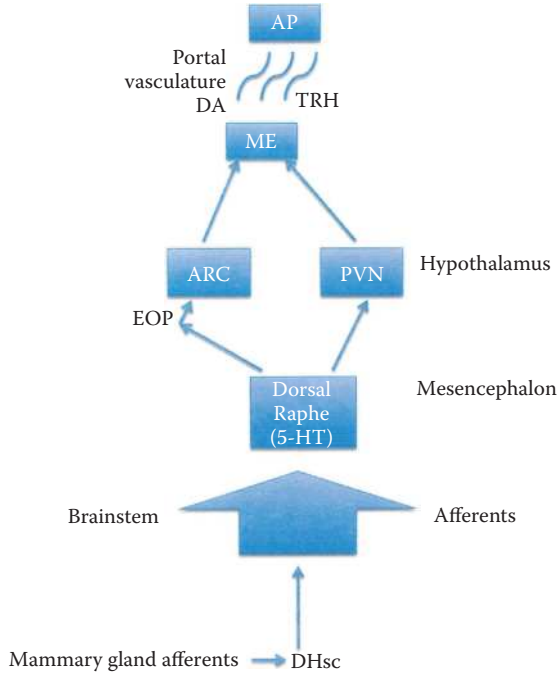 AP
Portal
vasculature
DA
TRH
ME
ARC
PVN
Hypothalamus
EOP
Dorsal
Raphe
(5-HT)
Mesencephalon
Brainstem
Afferents
Mammary gland afferents
DHsc